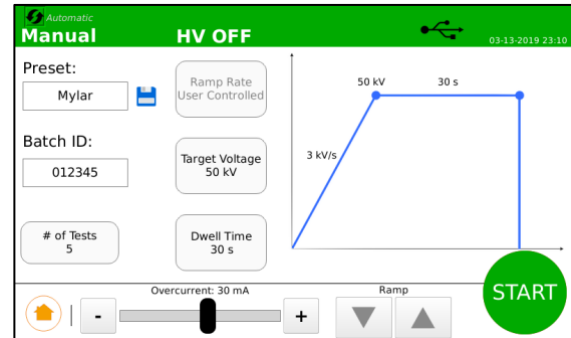 Automatic
Manual
HV OFF
03-13-2019 23:10
Preset:
Mylar
Batch ID:
012345
# of Tests
5
Ramp Rate
User Controlled
Target Voltage
50 kV
Dwell Time
30 s
50 kV
30 s
3 kV/s
Overcurrent: 30 mA
-
+
Ramp
START